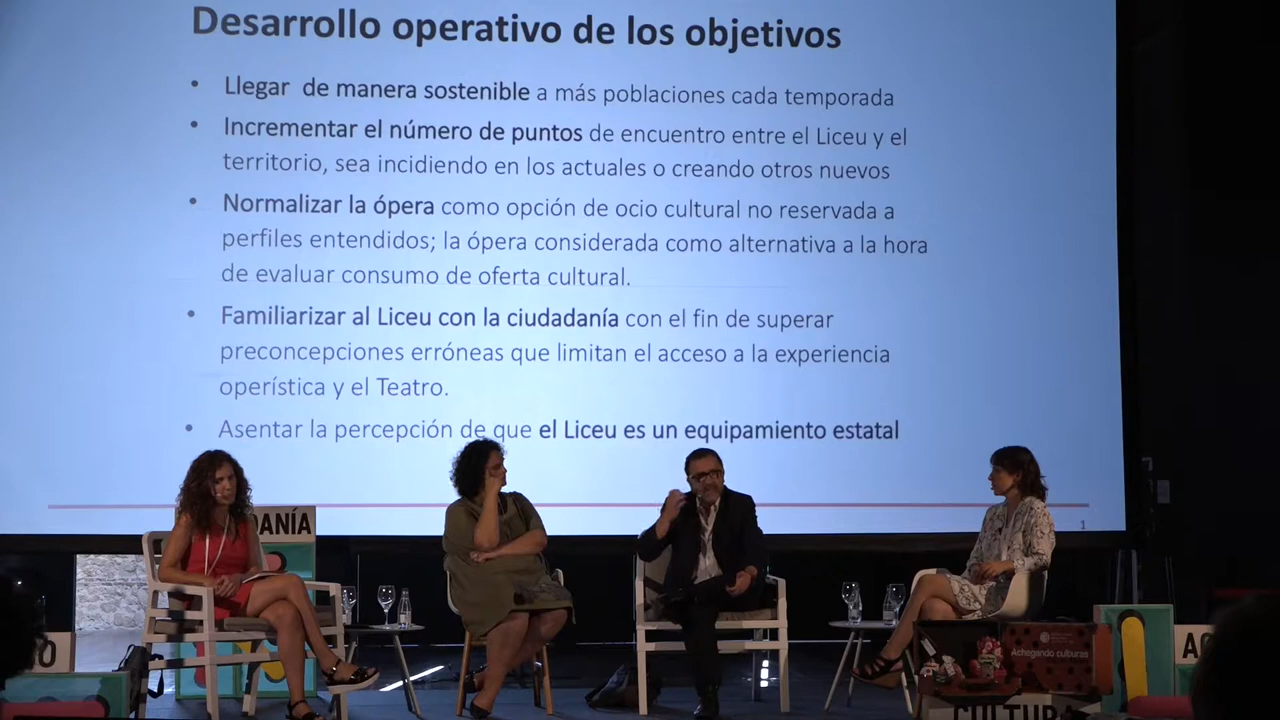 Desarrollo operativo de los objetivos
• Llegar de manera sostenible a más poblaciones cada temporada
• Incrementar el número de puntos de encuentro entre el Liceu y el
territorio, sea incidiendo en los actuales o creando otros nuevos
• Normalizar la ópera como opción de ocio cultural no reservada a
perfiles entendidos; la ópera considerada como alternativa a la hora
de evaluar consumo de oferta cultural.
• Familiarizar al Liceu con la ciudadanía con el fin de superar
preconcepciones erróneas que limitan el acceso a la experiencia
operística y el Teatro.
• Asentar la percepción de que el Liceu es un equipamiento estatal
1
DANÍA
O
Achegando culturas
AC
CULTURA